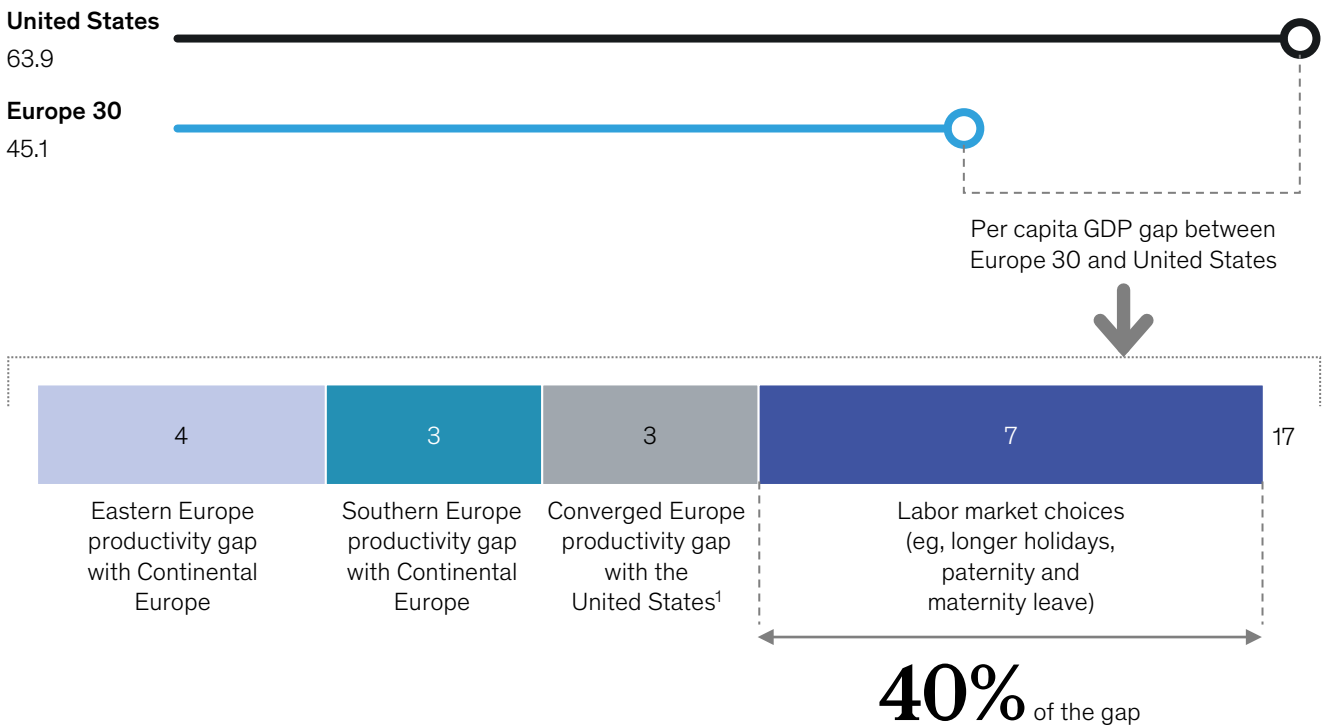 United States
63.9
Europe 30
45.1
Per capita GDP gap between
Europe 30 and United States
4
3
3
7
17
Eastern Europe
productivity gap
with Continental
Europe
Southern Europe
productivity gap
with Continental
Europe
Converged Europe
productivity gap
with the
United States¹
Labor market choices
(eg, longer holidays,
paternity and
maternity leave)
40% of the gap